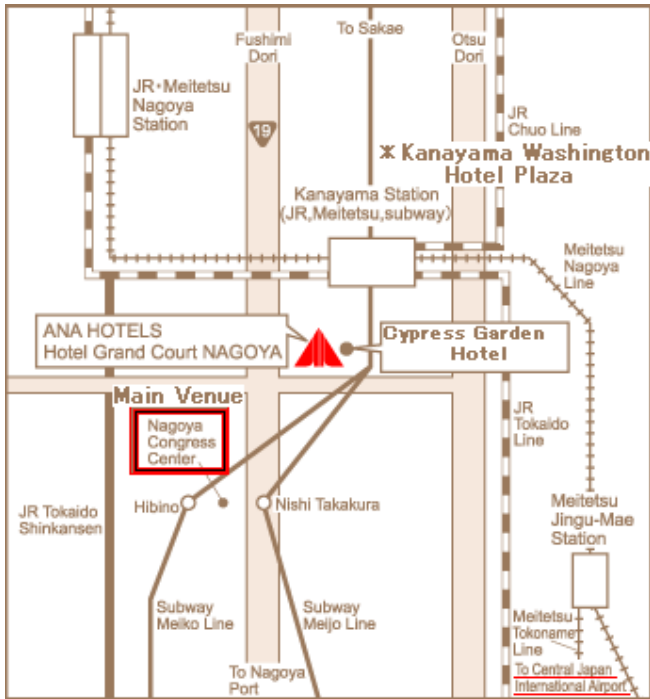 To Sakae
Fushimi
Dori
Otsu
Dori
JR・Meitetsu
Nagoya
Station
19
JR
Chuo Line
* Kanayama Washington
Hotel Plaza
Kanayama Station
(JR,Meitetsu,subway)
Meitetsu
Nagoya
Line
ANA HOTELS
Hotel Grand Court NAGOYA
Cypress Garden
Hotel
Main Venue
Nagoya
Congress
Center
JR
Tokaido
Line
JR Tokaido
Shinkansen
Hibino
Nishi Takakura
Meitetsu
Jingu-Mae
Station
Subway
Meiko Line
Subway
Meijo Line
Meitetsu
Tokoname
Line
To Nagoya
Port
To Central Japan
International Airport